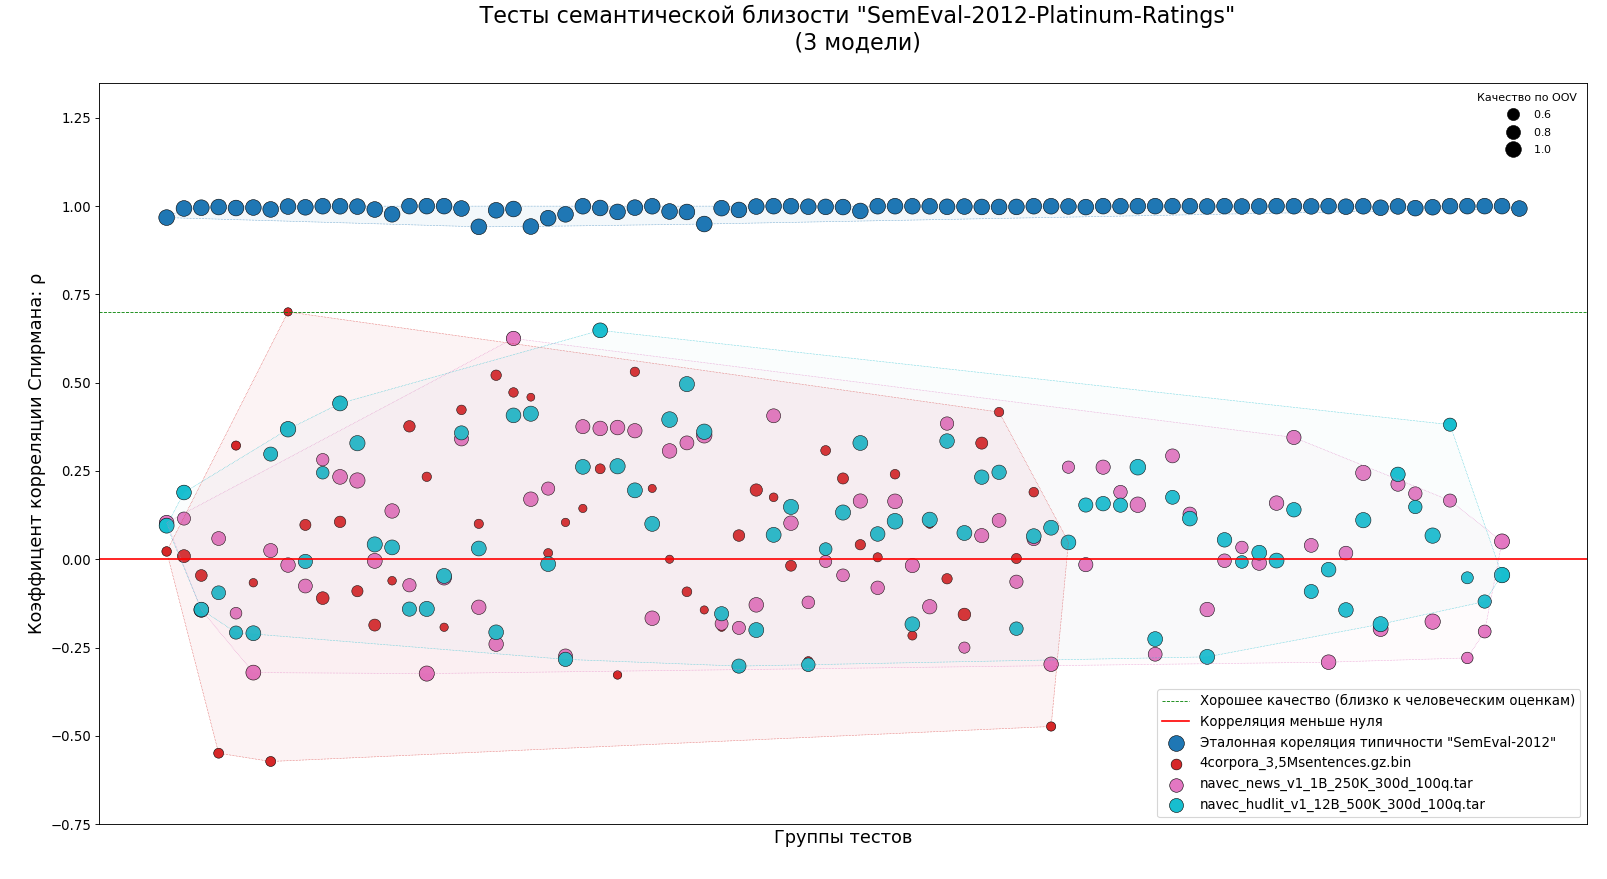 Тесты семантической близости "SemEval-2012-Platinum-Ratings"
(3 модели)
Качество по OOV
0.6
0.8
1.0
1.25
1.00
0.75
0.50
0.25
0.00
−0.25
−0.50
−0.75
Коэффицент корреляции Спирмана: ρ
Хорошее качество (близко к человеческим оценкам)
Корреляция меньше нуля
Эталонная кореляция типичности "SemEval-2012"
4corpora_3,5Msentences.gz.bin
navec_news_v1_1B_250K_300d_100q.tar
navec_hudlit_v1_12B_500K_300d_100q.tar
Группы тестов